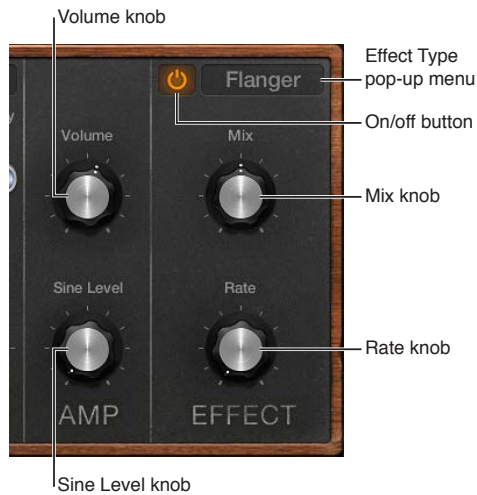 Volume knob
Effect Type
pop-up menu
Flanger
On/off button
y
Volume
Mix
Mix knob
Sine Level
Rate
Rate knob
AMP
EFFECT
Sine Level knob